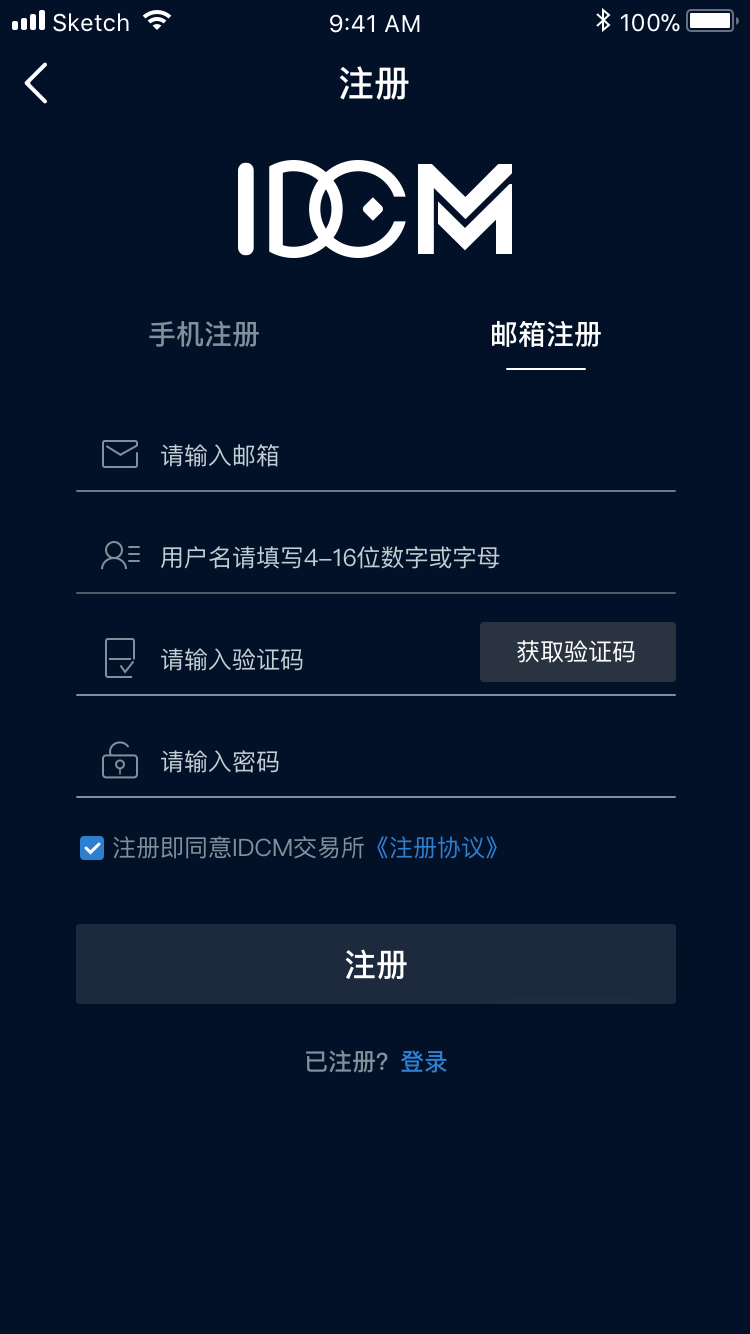 Sketch 9:41 AM 100%
注册
IDCM
手机注册 邮箱注册
请输入邮箱
用户名请填写4–16位数字或字母
请输入验证码 获取验证码
请输入密码
注册即同意IDCM交易所《注册协议》
注册
已注册? 登录